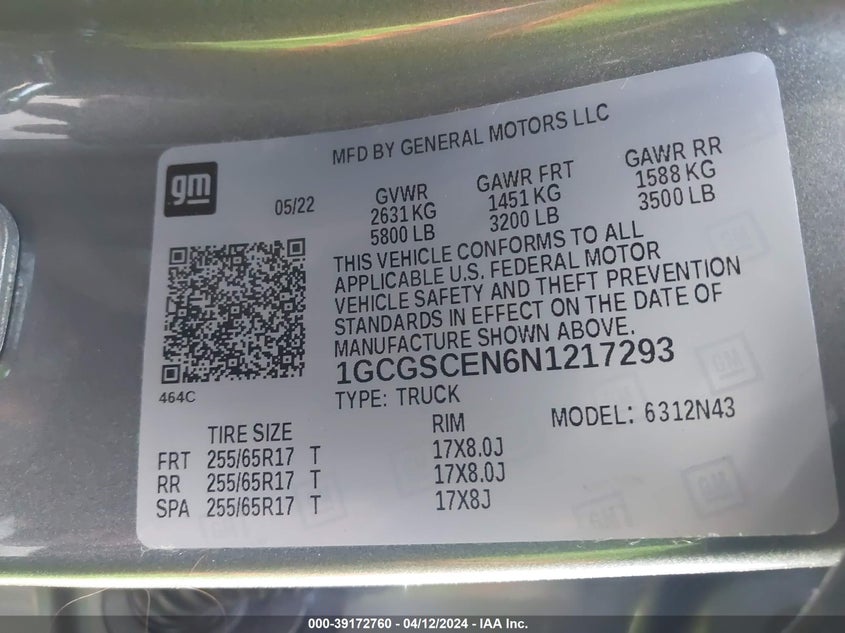 MFD BY GENERAL MOTORS LLC
gm
05/22
GVWR
2631 KG
5800 LB
GAWR FRT
1451 KG
3200 LB
GAWR RR
1588 KG
3500 LB
THIS VEHICLE CONFORMS TO ALL
APPLICABLE U.S. FEDERAL MOTOR
VEHICLE SAFETY AND THEFT PREVENTION
STANDARDS IN EFFECT ON THE DATE OF
MANUFACTURE SHOWN ABOVE.
1GCGSCEN6N1217293
464C
TYPE: TRUCK
MODEL: 6312N43
TIRE SIZE RIM
FRT 255/65R17 T 17X8.0J
RR 255/65R17 T 17X8.0J
SPA 255/65R17 T 17X8J
GM
GM
GM
GM
000-39172760 - 04/12/2024 - IAA Inc.